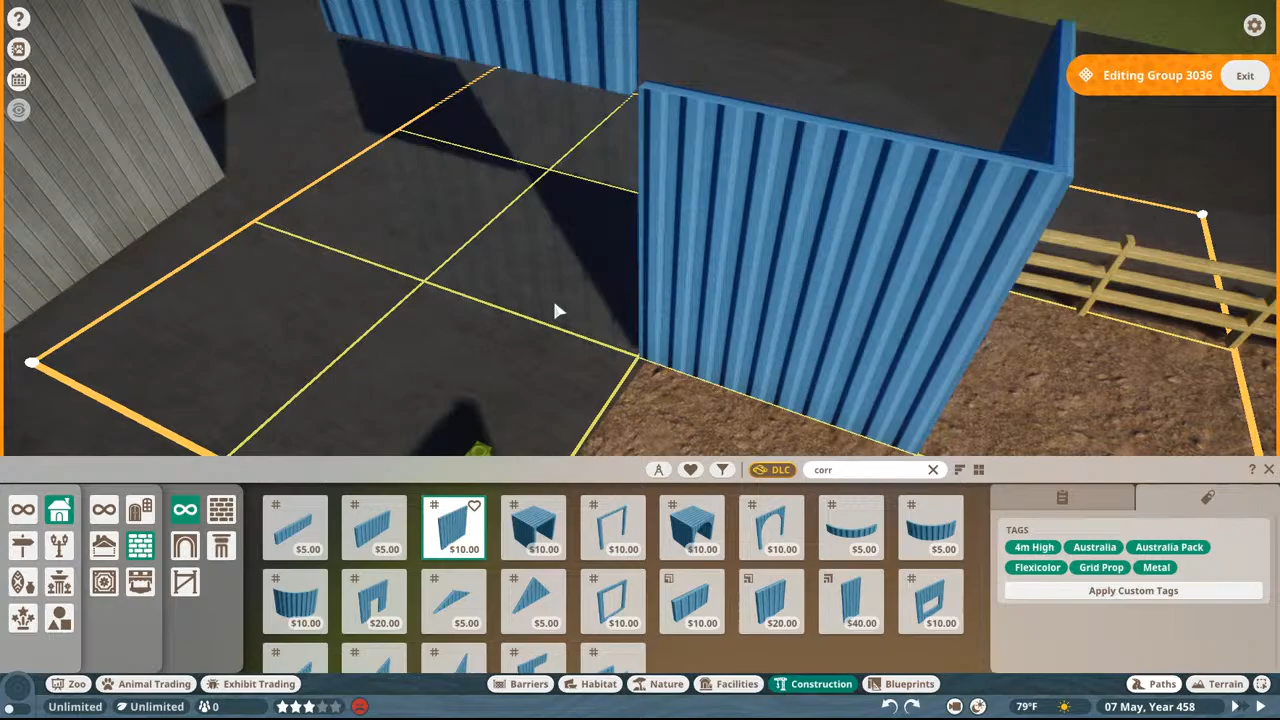 Editing Group 3036
Exit
DLC
corr
$5.00
$5.00
$10.00
$10.00
$10.00
$10.00
$10.00
$5.00
$5.00
$10.00
$20.00
$5.00
$5.00
$10.00
$10.00
$20.00
$40.00
$10.00
TAGS
4m High
Australia
Australia Pack
Flexicolor
Grid Prop
Metal
Apply Custom Tags
Zoo
Animal Trading
Exhibit Trading
Barriers
Habitat
Nature
Facilities
Construction
Blueprints
Paths
Terrain
Unlimited
Unlimited
0
79°F
07 May, Year 458